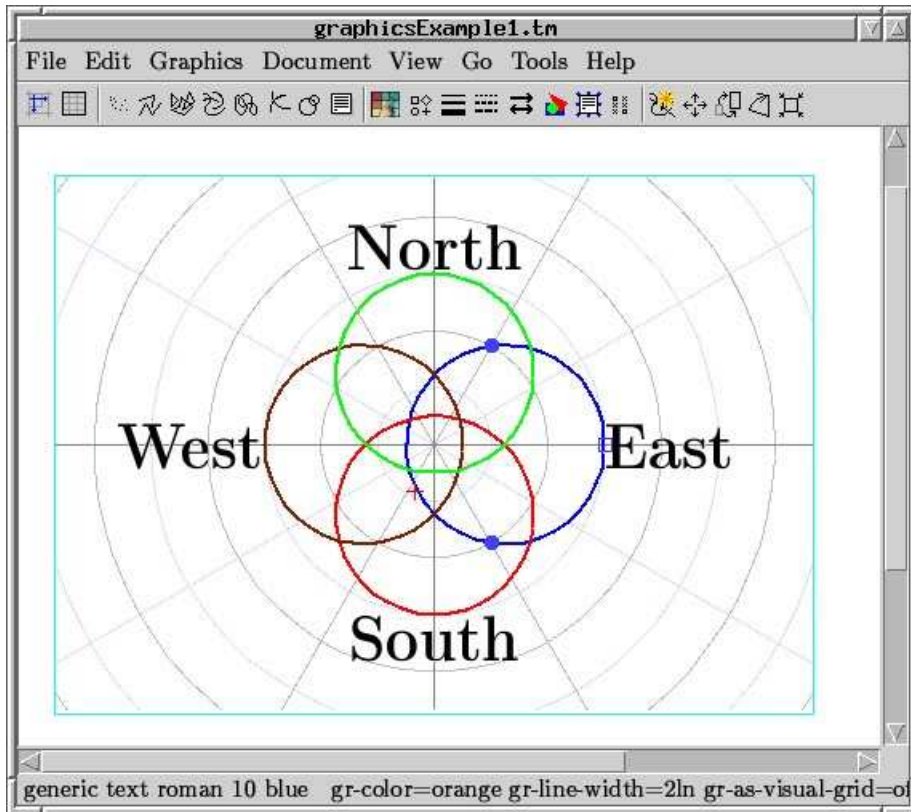 graphicsExample1.tm
File Edit Graphics Document View Go Tools Help
North
West East
South
generic text roman 10 blue gr-color=orange gr-line-width=2ln gr-as-visual-grid=of